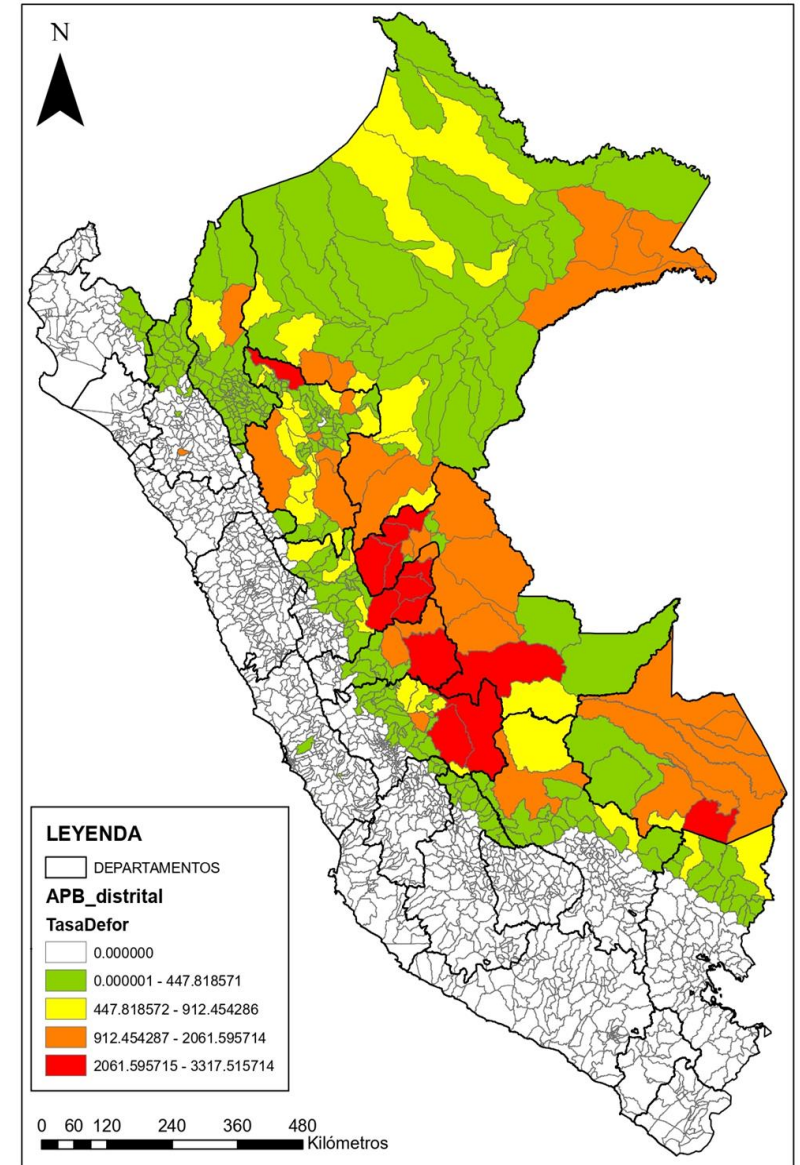 N
LEYENDA
DEPARTAMENTOS
APB_distrital
TasaDefor
0.000000
0.000001 - 447.818571
447.818572 - 912.454286
912.454287 - 2061.595714
2061.595715 - 3317.515714
0 60 120 240 360 480
Kilómetros